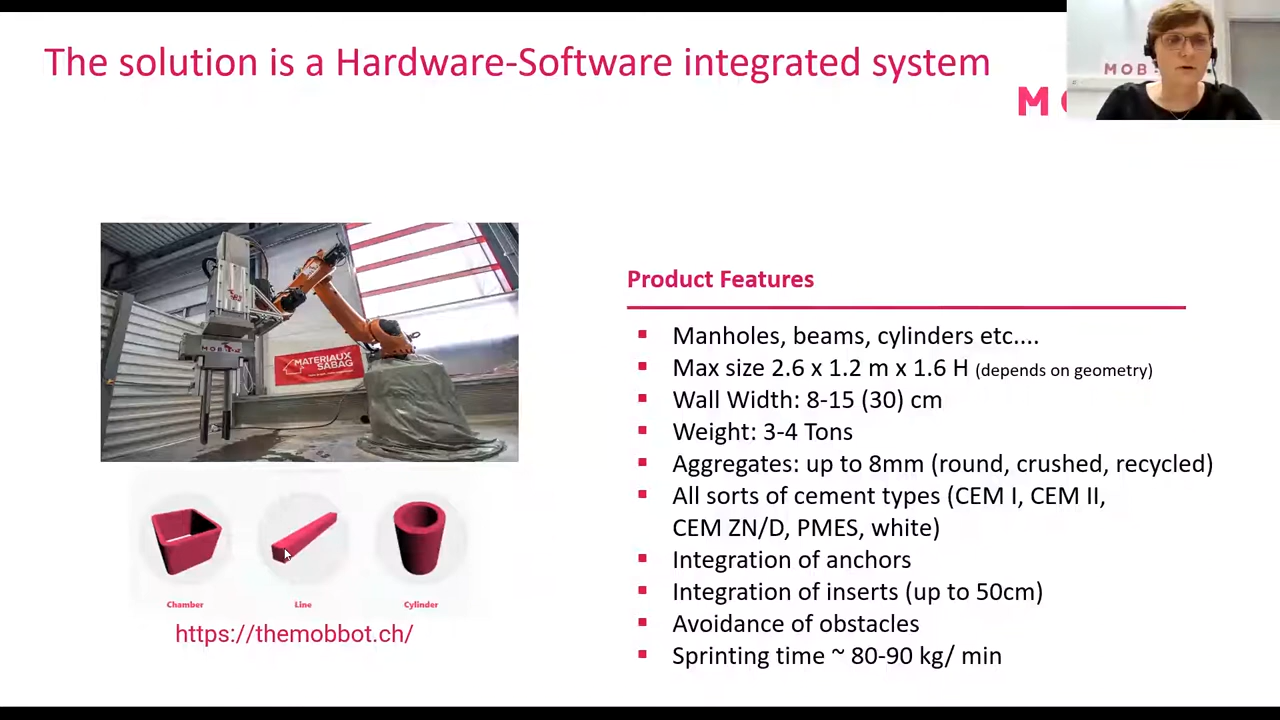 The solution is a Hardware-Software integrated system
MOB
M
MATERIAUX
SABAG
MOB
Chamber
Line
Cylinder
https://themobbot.ch/
Product Features
▪ Manholes, beams, cylinders etc....
▪ Max size 2.6 x 1.2 m x 1.6 H (depends on geometry)
▪ Wall Width: 8-15 (30) cm
▪ Weight: 3-4 Tons
▪ Aggregates: up to 8mm (round, crushed, recycled)
▪ All sorts of cement types (CEM I, CEM II,
CEM ZN/D, PMES, white)
▪ Integration of anchors
▪ Integration of inserts (up to 50cm)
▪ Avoidance of obstacles
▪ Sprinting time ~ 80-90 kg/ min